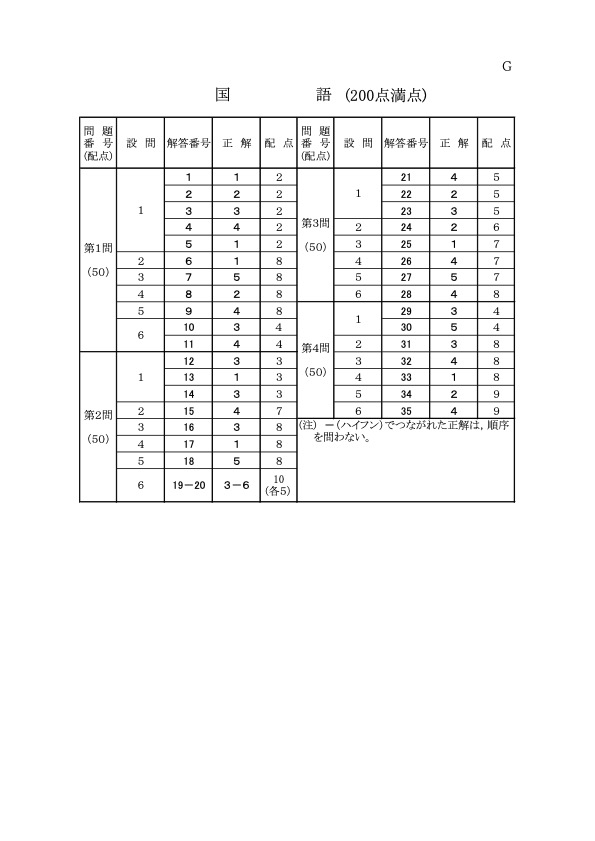 G
国 語 (200点満点)
問 題 番 号 (配点) 設 問 解答番号 正 解 配 点
第1問 (50) 1 1 1 2
2 2 2
3 3 2
4 4 2
5 1 2
2 6 1 8
3 7 5 8
4 8 2 8
5 9 4 8
6 10 3 4
11 4 4
第2問 (50) 1 12 3 3
13 1 3
14 3 3
2 15 4 7
3 16 3 8
4 17 1 8
5 18 5 8
6 19－20 3－6 10 (各5)
問 題 番 号 (配点) 設 問 解答番号 正 解 配 点
第3問 (50) 1 21 4 5
22 2 5
23 3 5
2 24 2 6
3 25 1 7
4 26 4 7
5 27 5 7
6 28 4 8
第4問 (50) 1 29 3 4
30 5 4
2 31 3 8
3 32 4 8
4 33 1 8
5 34 2 9
6 35 4 9
(注) －(ハイフン)でつながれた正解は, 順序
を問わない。